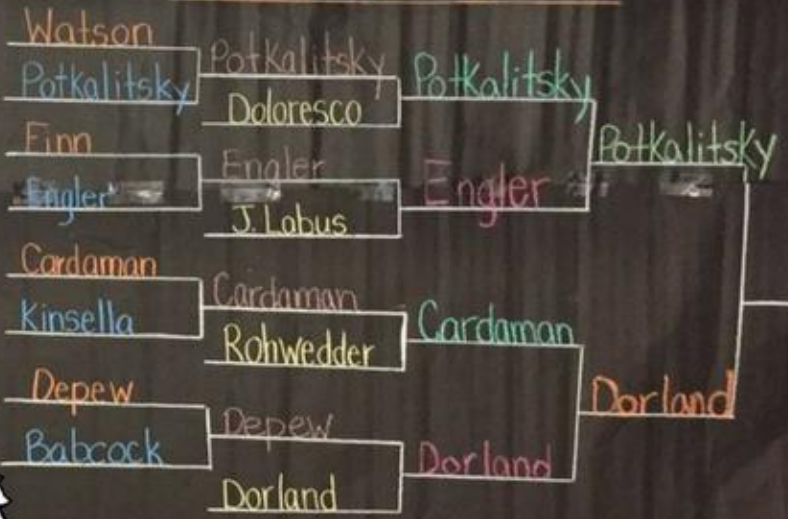 Watson
Potkalitsky
Finn
Engler
Cardaman
Kinsella
Depew
Babcock
Potkalitsky
Doloresco
Engler
J. Labus
Cardaman
Rohwedder
Depew
Dorland
Potkalitsky
Engler
Cardaman
Dorland
Potkalitsky
Dorland